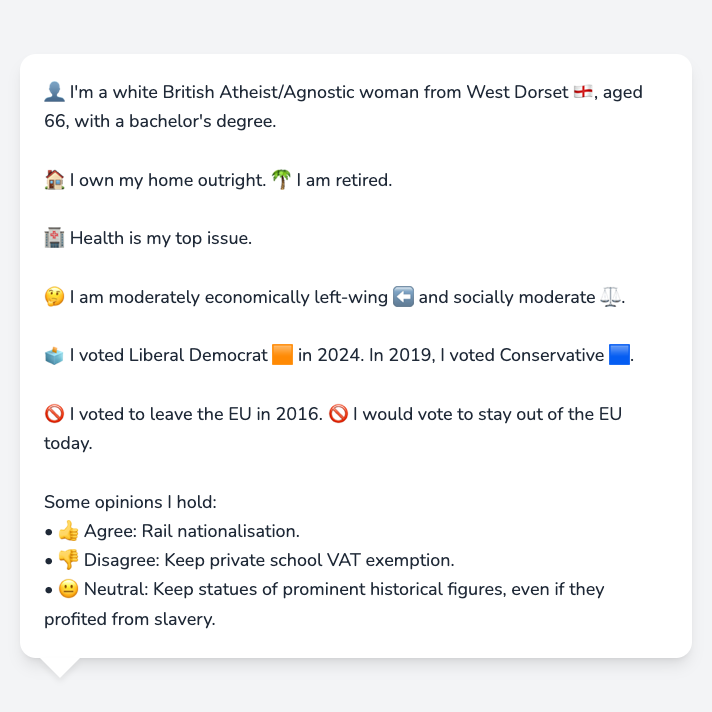 👤 I'm a white British Atheist/Agnostic woman from West Dorset 🏴󠁧󠁢󠁥󠁮󠁧󠁿, aged
66, with a bachelor's degree.
🏠 I own my home outright. 🌴 I am retired.
🏥 Health is my top issue.
🤔 I am moderately economically left-wing ⬅️ and socially moderate ⚖️.
🗳️ I voted Liberal Democrat 🟧 in 2024. In 2019, I voted Conservative 🟦.
🚫 I voted to leave the EU in 2016. 🚫 I would vote to stay out of the EU
today.
Some opinions I hold:
• 👍 Agree: Rail nationalisation.
• 👎 Disagree: Keep private school VAT exemption.
• 😐 Neutral: Keep statues of prominent historical figures, even if they
profited from slavery.